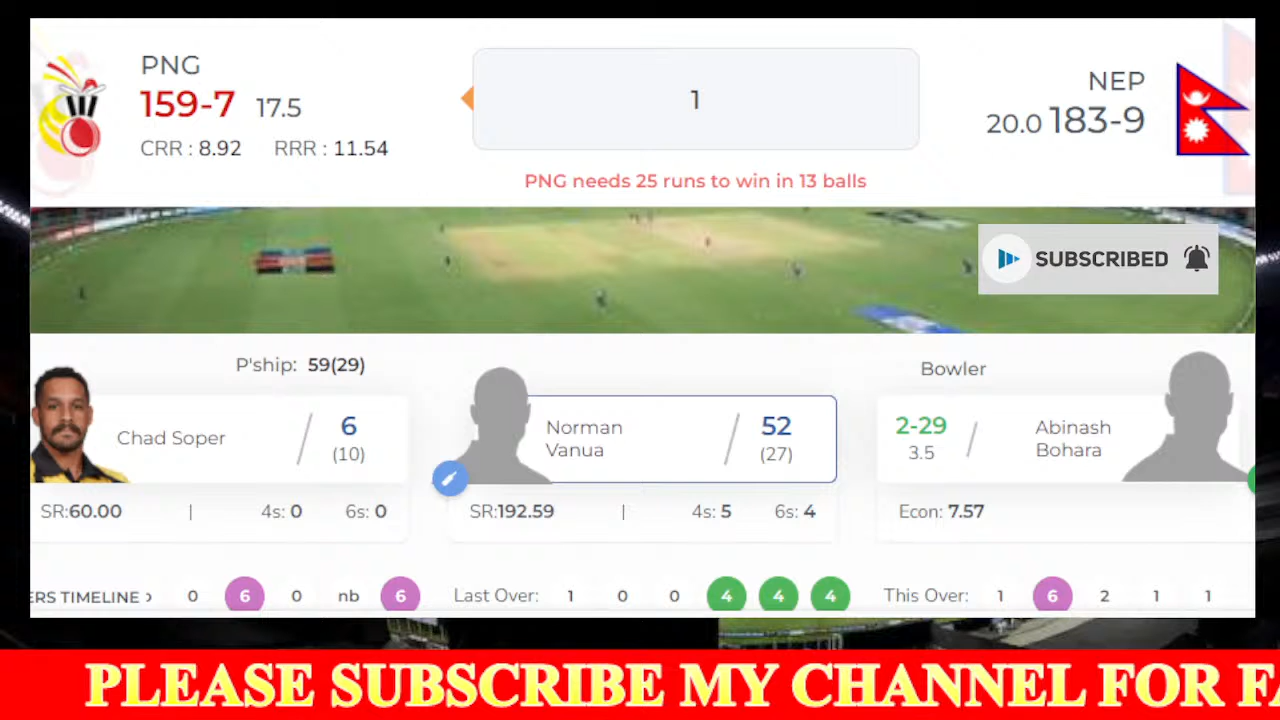 PNG
159-7 17.5
CRR : 8.92 RRR : 11.54
1
PNG needs 25 runs to win in 13 balls
NEP
20.0 183-9
SUBSCRIBED
P'ship: 59(29)
Chad Soper
6
(10)
SR:60.00 | 4s: 0 6s: 0
Norman
Vanua
52
(27)
SR:192.59 | 4s: 5 6s: 4
Bowler
2-29
3.5
Abinash
Bohara
Econ: 7.57
ERS TIMELINE › 0 6 0 nb 6 Last Over: 1 0 0 4 4 4 This Over: 1 6 2 1 1
PLEASE SUBSCRIBE MY CHANNEL FOR FA